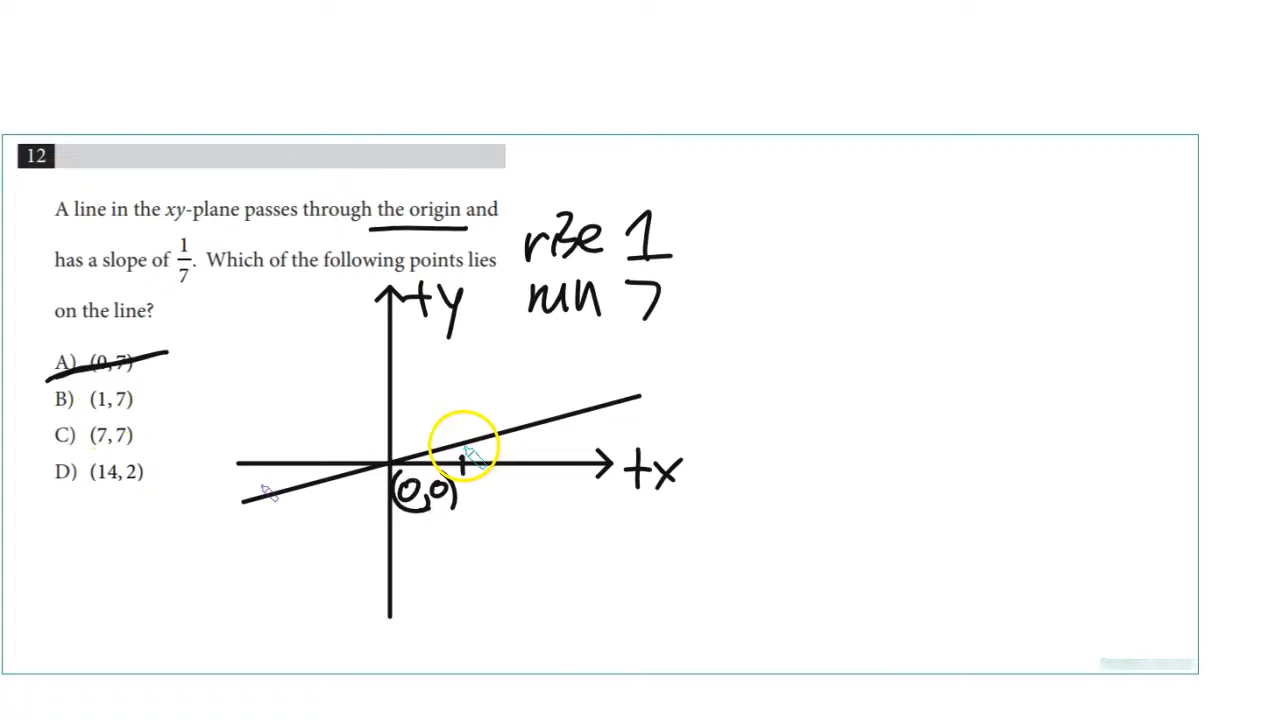 12
A line in the xy-plane passes through the origin and
has a slope of 1/7. Which of the following points lies
on the line?
A) (0, 7)
B) (1, 7)
C) (7, 7)
D) (14, 2)
rise 1
run 7
+y
+x
(0,0)